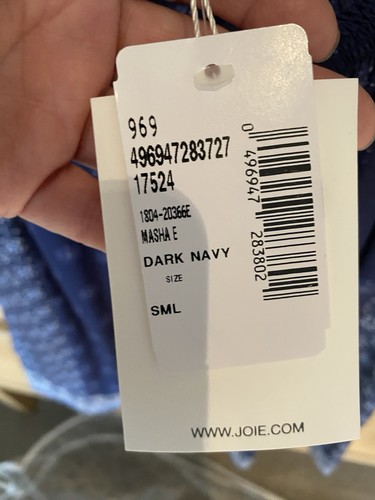 969
496947283727
17524
1804-20366E
MASHA E
DARK NAVY
SIZE
SML
0 496947 283802
WWW.JOIE.COM